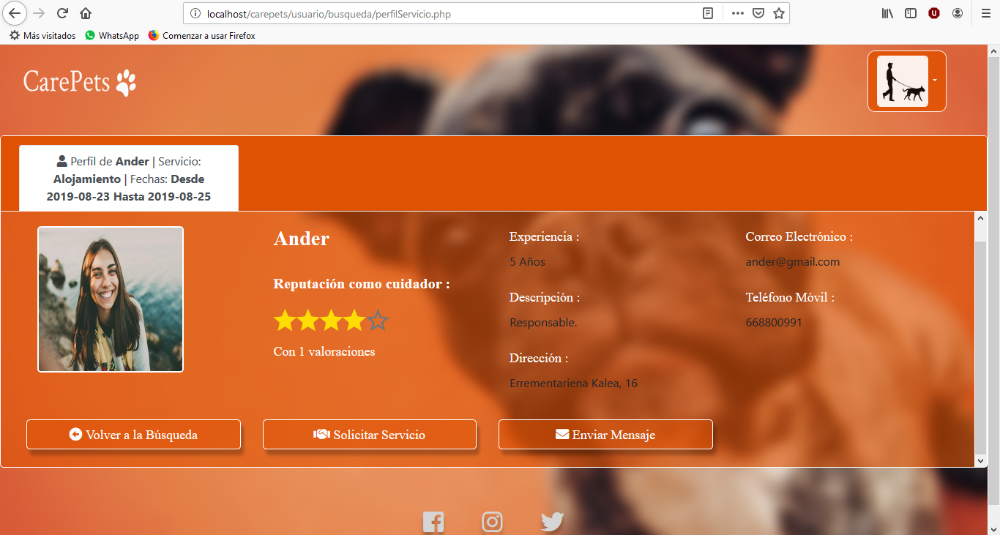 localhost/carepets/usuario/busqueda/perfilServicio.php
Más visitados WhatsApp Comenzar a usar Firefox
CarePets
Perfil de Ander | Servicio:
Alojamiento | Fechas: Desde
2019-08-23 Hasta 2019-08-25
Ander
Reputación como cuidador :
Con 1 valoraciones
Experiencia :
5 Años
Descripción :
Responsable.
Dirección :
Errementariena Kalea, 16
Correo Electrónico :
ander@gmail.com
Teléfono Móvil :
668800991
Volver a la Búsqueda
Solicitar Servicio
Enviar Mensaje